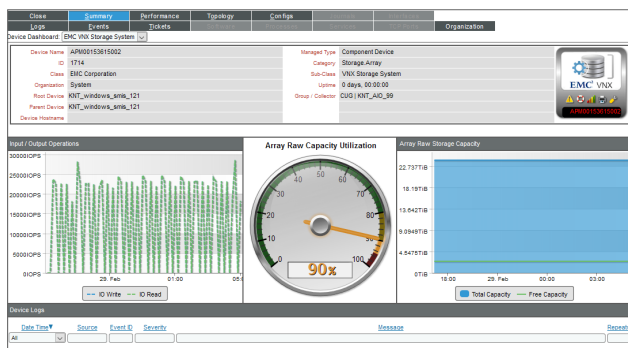 Close Summary Performance Topology Configs
Logs Events Tickets Organization
Device Dashboard: EMC VNX Storage System
Device Name APM00153615002 Managed Type Component Device
ID 1714 Category Storage.Array
Class EMC Corporation Sub-Class VNX Storage System
Organization System Uptime 0 days, 00:00:00
Root Device KNT_windows_smis_121 Group / Collector CUG | KNT_AIO_99
Parent Device KNT_windows_smis_121
Device Hostname
EMC² VNX
APM00153615002
Input / Output Operations
30000IOPS
25000IOPS
20000IOPS
15000IOPS
10000IOPS
5000IOPS
0IOPS
29. Feb 01:00
IO Write IO Read
Array Raw Capacity Utilization
0 10 20 30 40 50 60 70 80 90 100
90%
Array Raw Storage Capacity
22.737TiB
18.19TiB
13.642TiB
9.0949TiB
4.5475TiB
0TiB
18:00 29. Feb 00:00 03:00
Total Capacity Free Capacity
Device Logs
Date Time Source Event ID Severity Message
All